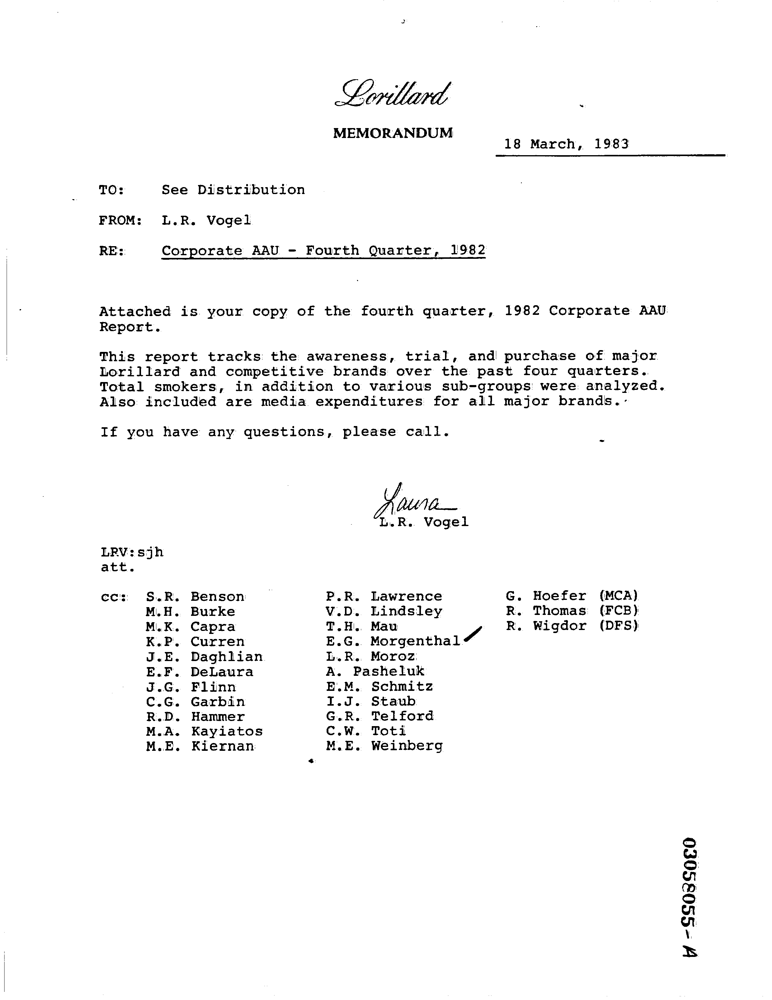 Lorillard
MEMORANDUM
18 March, 1983
TO: See Distribution
FROM: L.R. Vogel
RE: Corporate AAU - Fourth Quarter, 1982
Attached is your copy of the fourth quarter, 1982 Corporate AAU
Report.
This report tracks the awareness, trial, and purchase of major
Lorillard and competitive brands over the past four quarters.
Total smokers, in addition to various sub-groups were analyzed.
Also included are media expenditures for all major brands.
If you have any questions, please call.
Laura
L.R. Vogel
LRV:sjh
att.
cc: S.R. Benson P.R. Lawrence G. Hoefer (MCA)
M.H. Burke V.D. Lindsley R. Thomas (FCB)
M.K. Capra T.H. Mau R. Wigdor (DFS)
K.P. Curren E.G. Morgenthal
J.E. Daghlian L.R. Moroz
E.F. DeLaura A. Pasheluk
J.G. Flinn E.M. Schmitz
C.G. Garbin I.J. Staub
R.D. Hammer G.R. Telford
M.A. Kayiatos C.W. Toti
M.E. Kiernan M.E. Weinberg
03058055-A